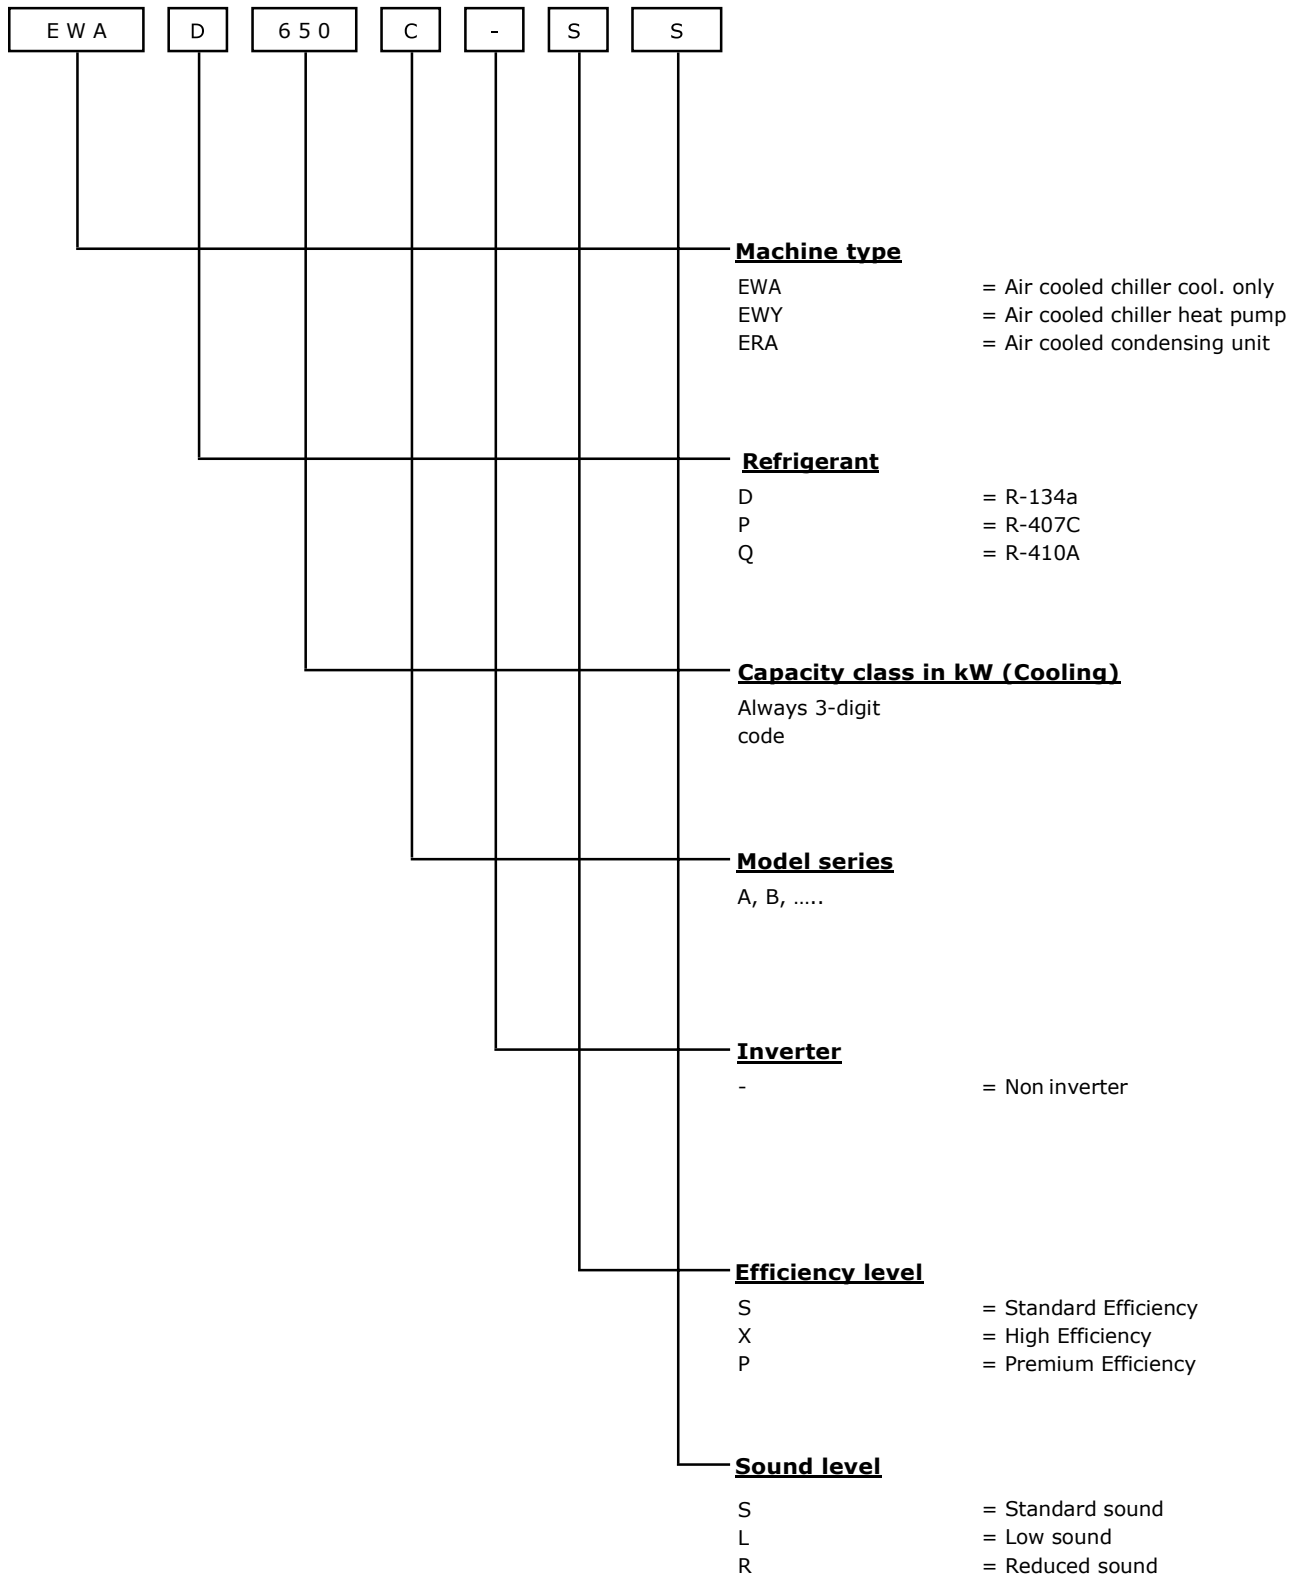 E W A D 6 5 0 C - S S
Machine type
EWA = Air cooled chiller cool. only
EWY = Air cooled chiller heat pump
ERA = Air cooled condensing unit
Refrigerant
D = R-134a
P = R-407C
Q = R-410A
Capacity class in kW (Cooling)
Always 3-digit
code
Model series
A, B, …..
Inverter
- = Non inverter
Efficiency level
S = Standard Efficiency
X = High Efficiency
P = Premium Efficiency
Sound level
S = Standard sound
L = Low sound
R = Reduced sound